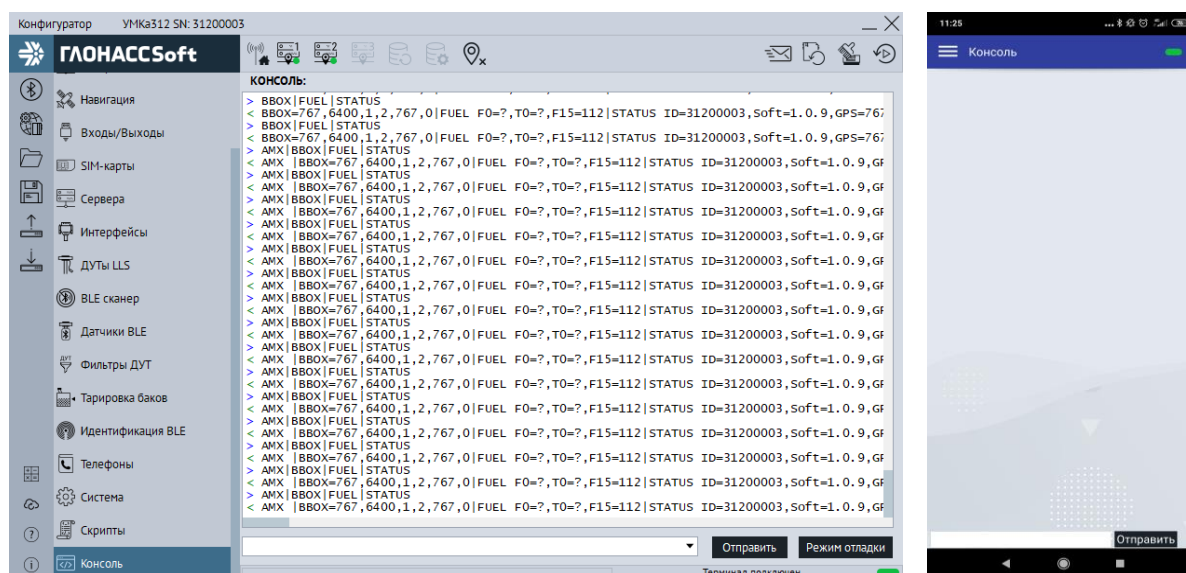 Конфигуратор УМКа312 SN: 31200003
ГЛОНАССSoft
Навигация
Входы/Выходы
SIM-карты
Сервера
Интерфейсы
ДУТы LLS
BLE сканер
Датчики BLE
Фильтры ДУТ
Тарировка баков
Идентификация BLE
Телефоны
Система
Скрипты
Консоль
КОНСОЛЬ:
> BBOX|FUEL|STATUS
< BBOX=767,6400,1,2,767,0|FUEL F0=?,T0=?,F15=112|STATUS ID=31200003,Soft=1.0.9,GPS=767
> BBOX|FUEL|STATUS
< BBOX=767,6400,1,2,767,0|FUEL F0=?,T0=?,F15=112|STATUS ID=31200003,Soft=1.0.9,GPS=767
> AMX|BBOX|FUEL|STATUS
< AMX |BBOX=767,6400,1,2,767,0|FUEL F0=?,T0=?,F15=112|STATUS ID=31200003,Soft=1.0.9,GP
> AMX|BBOX|FUEL|STATUS
< AMX |BBOX=767,6400,1,2,767,0|FUEL F0=?,T0=?,F15=112|STATUS ID=31200003,Soft=1.0.9,GP
> AMX|BBOX|FUEL|STATUS
< AMX |BBOX=767,6400,1,2,767,0|FUEL F0=?,T0=?,F15=112|STATUS ID=31200003,Soft=1.0.9,GP
> AMX|BBOX|FUEL|STATUS
< AMX |BBOX=767,6400,1,2,767,0|FUEL F0=?,T0=?,F15=112|STATUS ID=31200003,Soft=1.0.9,GP
> AMX|BBOX|FUEL|STATUS
< AMX |BBOX=767,6400,1,2,767,0|FUEL F0=?,T0=?,F15=112|STATUS ID=31200003,Soft=1.0.9,GP
> AMX|BBOX|FUEL|STATUS
< AMX |BBOX=767,6400,1,2,767,0|FUEL F0=?,T0=?,F15=112|STATUS ID=31200003,Soft=1.0.9,GP
> AMX|BBOX|FUEL|STATUS
< AMX |BBOX=767,6400,1,2,767,0|FUEL F0=?,T0=?,F15=112|STATUS ID=31200003,Soft=1.0.9,GP
> AMX|BBOX|FUEL|STATUS
< AMX |BBOX=767,6400,1,2,767,0|FUEL F0=?,T0=?,F15=112|STATUS ID=31200003,Soft=1.0.9,GP
> AMX|BBOX|FUEL|STATUS
< AMX |BBOX=767,6400,1,2,767,0|FUEL F0=?,T0=?,F15=112|STATUS ID=31200003,Soft=1.0.9,GP
> AMX|BBOX|FUEL|STATUS
< AMX |BBOX=767,6400,1,2,767,0|FUEL F0=?,T0=?,F15=112|STATUS ID=31200003,Soft=1.0.9,GP
> AMX|BBOX|FUEL|STATUS
< AMX |BBOX=767,6400,1,2,767,0|FUEL F0=?,T0=?,F15=112|STATUS ID=31200003,Soft=1.0.9,GP
> AMX|BBOX|FUEL|STATUS
< AMX |BBOX=767,6400,1,2,767,0|FUEL F0=?,T0=?,F15=112|STATUS ID=31200003,Soft=1.0.9,GP
> AMX|BBOX|FUEL|STATUS
< AMX |BBOX=767,6400,1,2,767,0|FUEL F0=?,T0=?,F15=112|STATUS ID=31200003,Soft=1.0.9,GP
> AMX|BBOX|FUEL|STATUS
< AMX |BBOX=767,6400,1,2,767,0|FUEL F0=?,T0=?,F15=112|STATUS ID=31200003,Soft=1.0.9,GP
> AMX|BBOX|FUEL|STATUS
< AMX |BBOX=767,6400,1,2,767,0|FUEL F0=?,T0=?,F15=112|STATUS ID=31200003,Soft=1.0.9,GP
Отправить Режим отладки
Терминал подключен
11:25
Консоль
Отправить